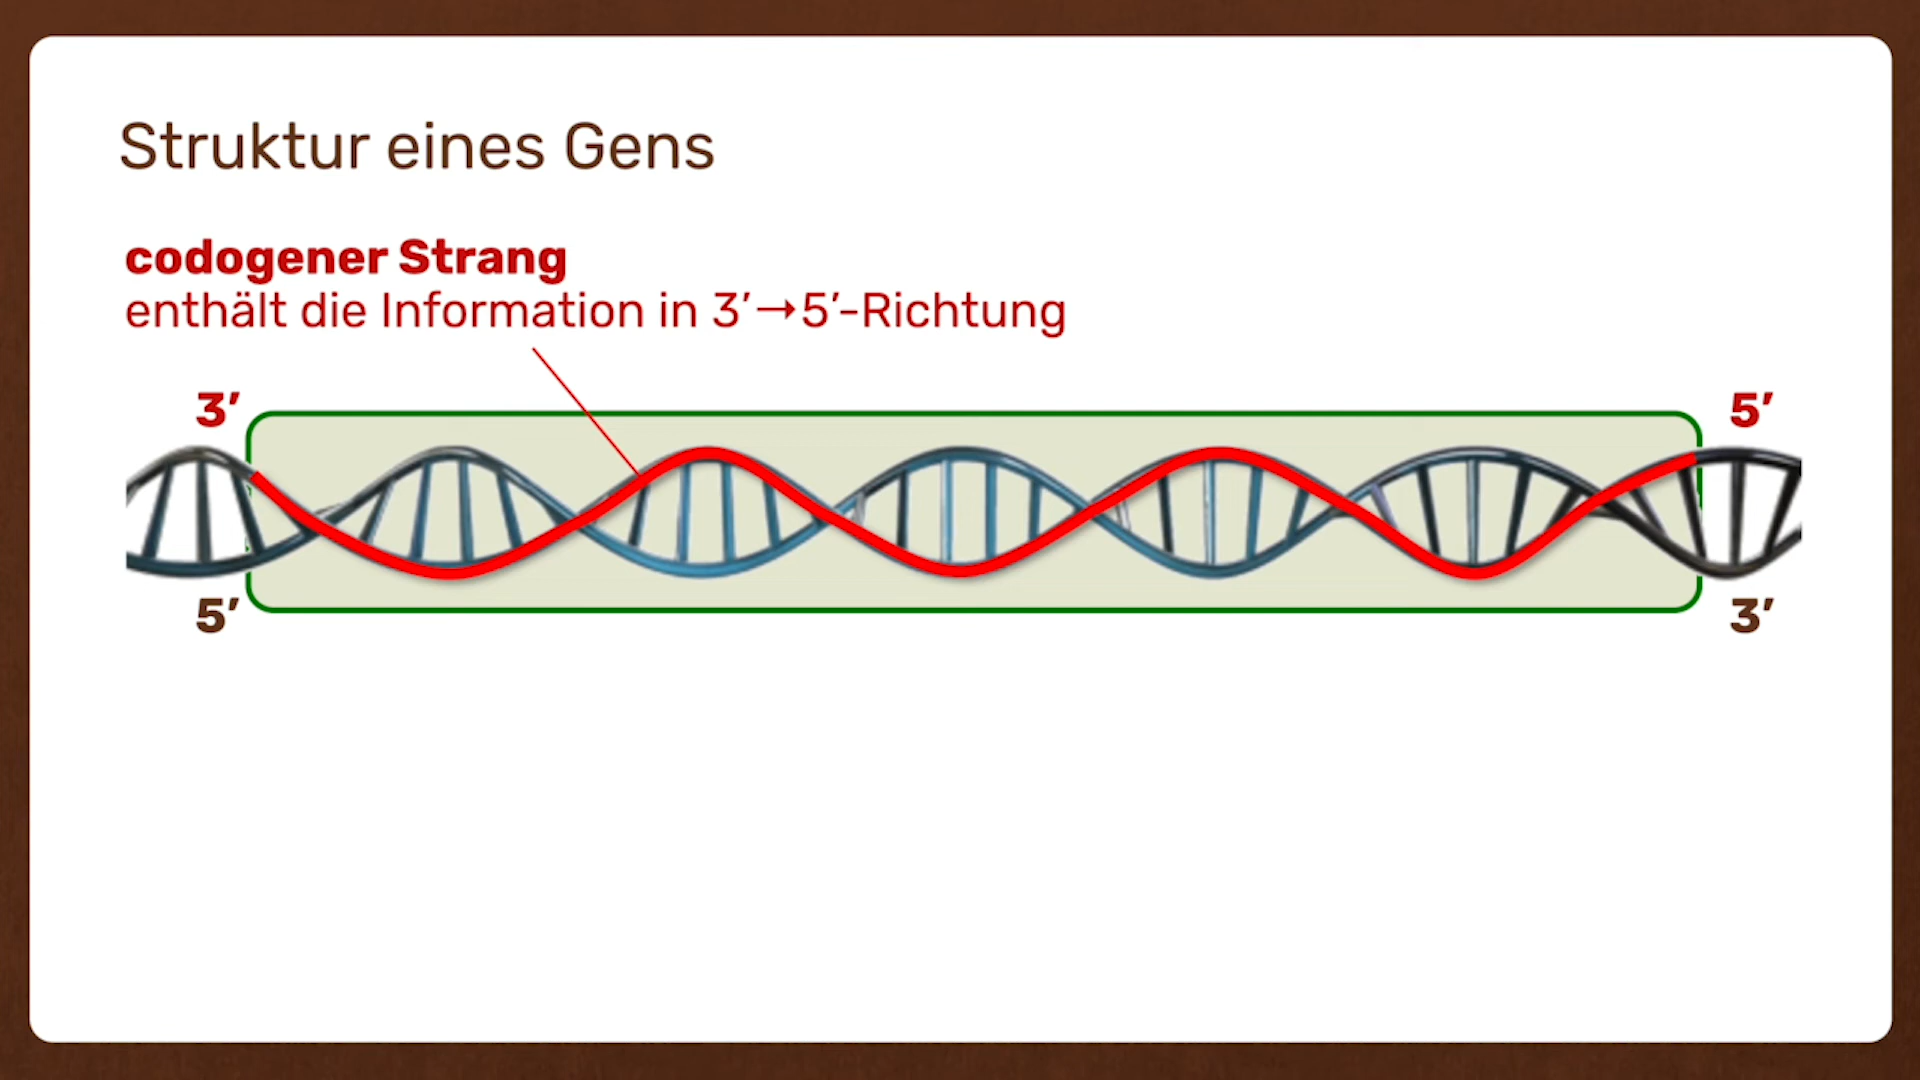 Struktur eines Gens
codogener Strang
enthält die Information in 3′→5′-Richtung
3′
5′
5′
3′